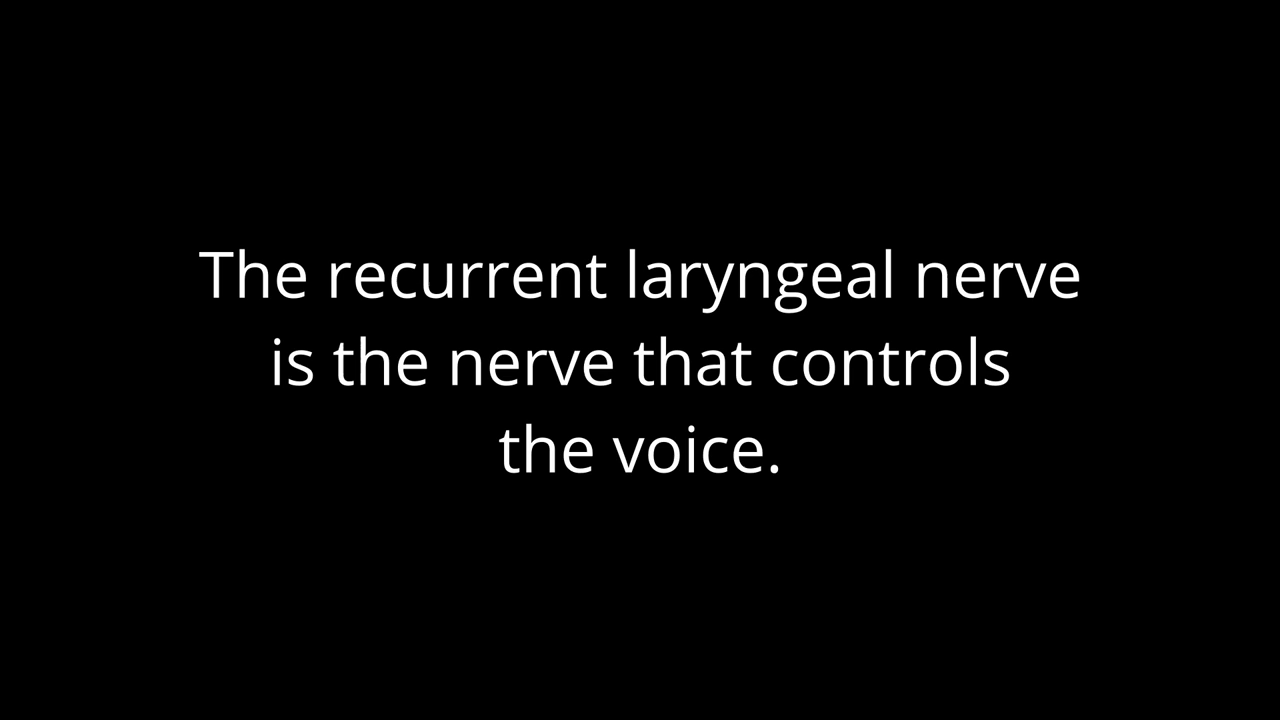 The recurrent laryngeal nerve
is the nerve that controls
the voice.